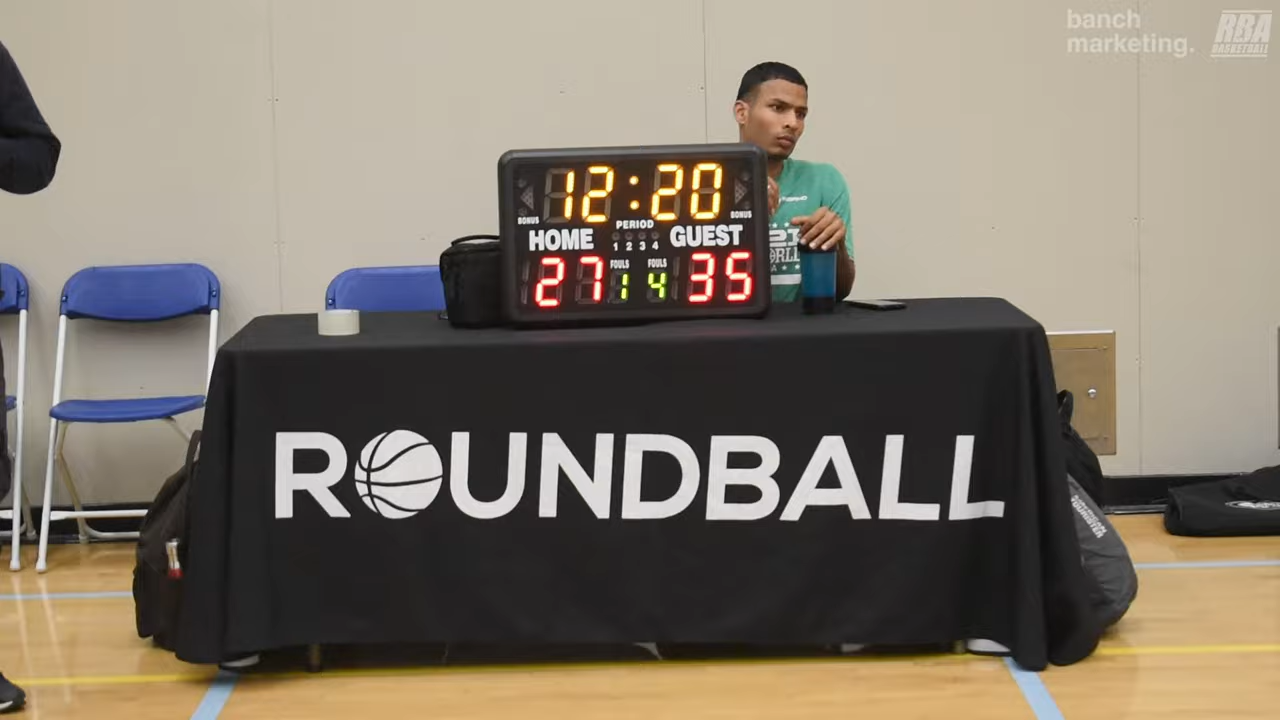 banch
marketing.
RBA
BASKETBALL
12:20
BONUS
BONUS
PERIOD
HOME
GUEST
1 2 3 4
FOULS
FOULS
27
1
4
35
ROUNDBALL